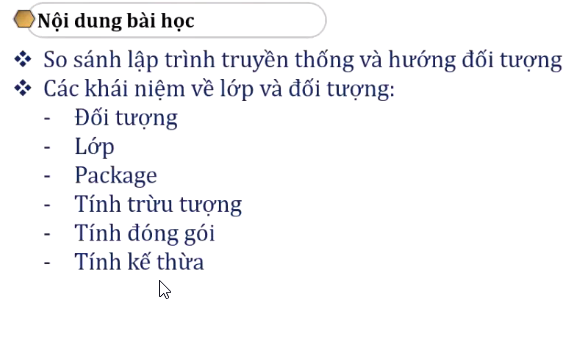 Nội dung bài học
❖ So sánh lập trình truyền thống và hướng đối tượng
❖ Các khái niệm về lớp và đối tượng:
- Đối tượng
- Lớp
- Package
- Tính trừu tượng
- Tính đóng gói
- Tính kế thừa